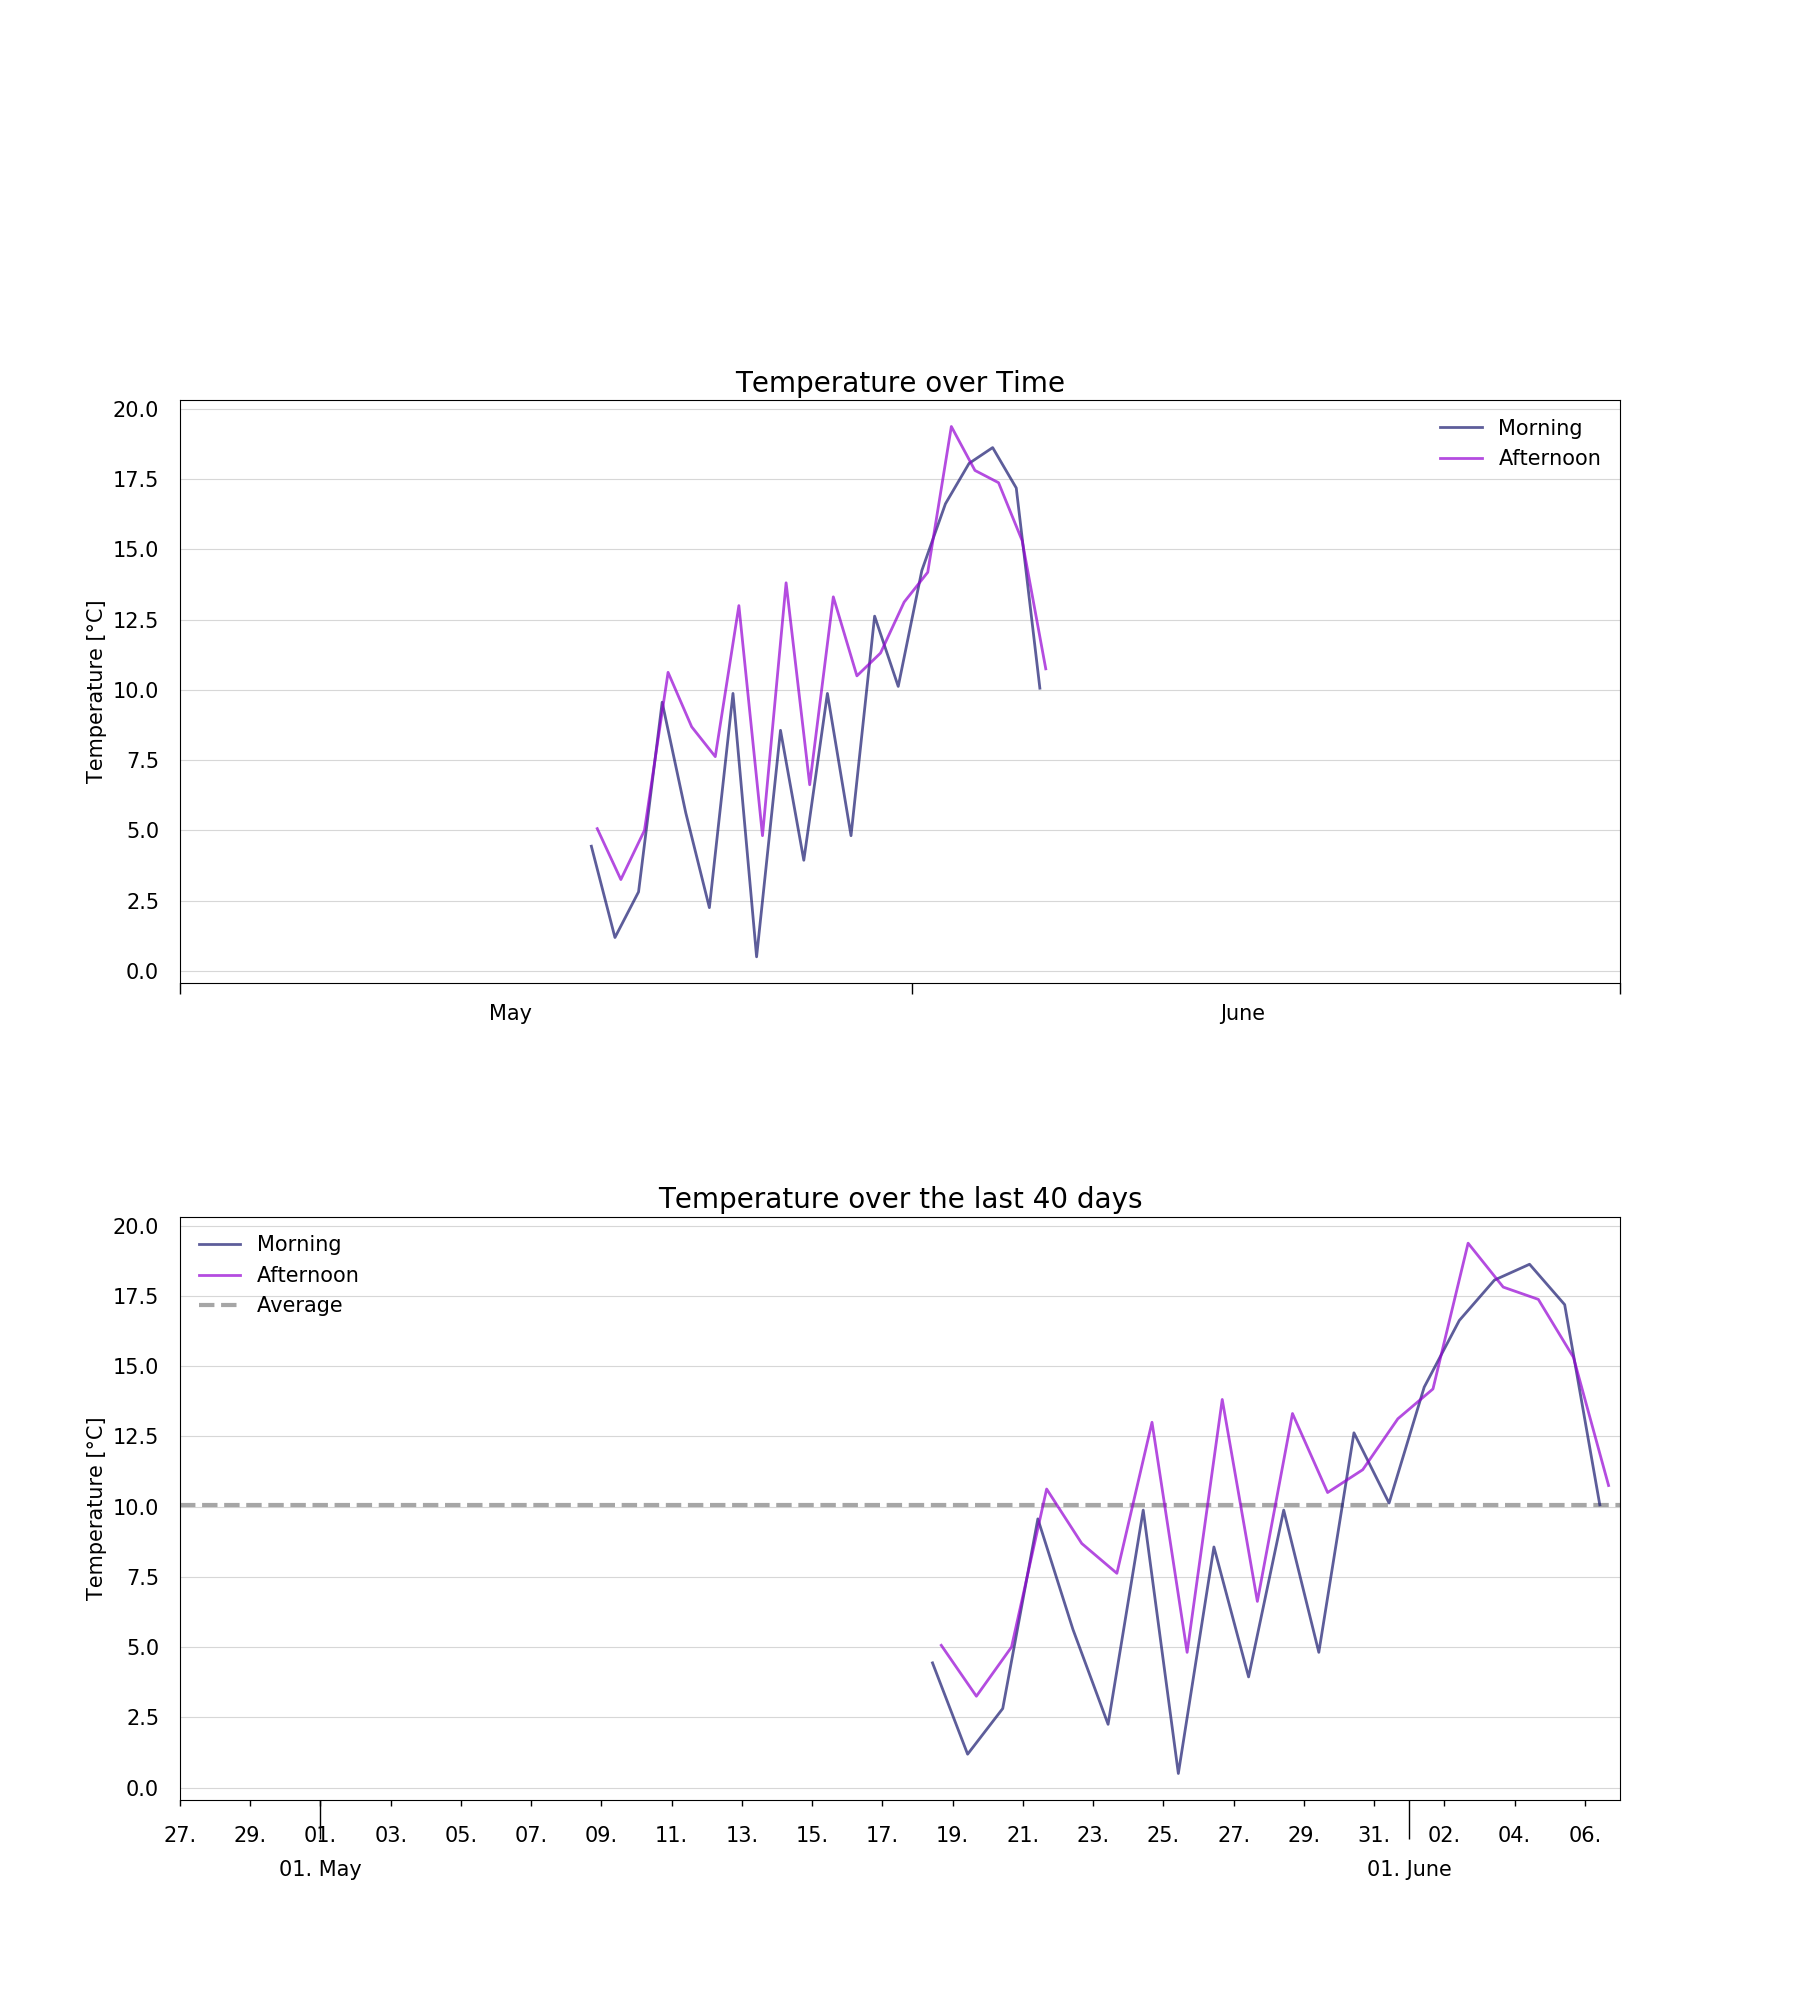 Temperature over Time
20.0
17.5
15.0
12.5
10.0
7.5
5.0
2.5
0.0
Temperature [°C]
Morning
Afternoon
May June
Temperature over the last 40 days
20.0
17.5
15.0
12.5
10.0
7.5
5.0
2.5
0.0
Temperature [°C]
Morning
Afternoon
Average
27. 29. 01. 03. 05. 07. 09. 11. 13. 15. 17. 19. 21. 23. 25. 27. 29. 31. 02. 04. 06.
01. May 01. June